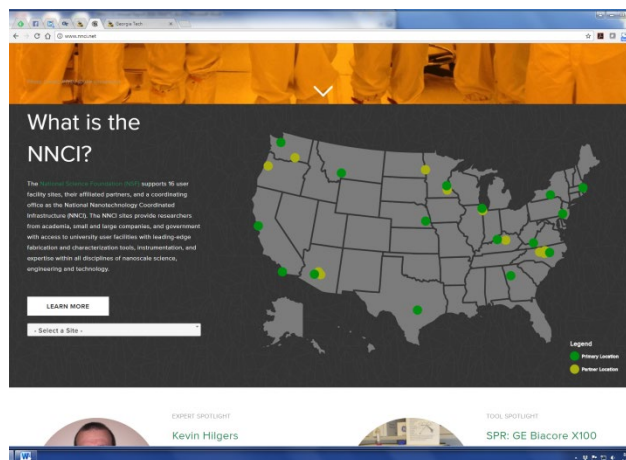 Georgia Tech
www.nnci.net
What is the
NNCI?
The National Science Foundation (NSF) supports 16 user
facility sites, their affiliated partners, and a coordinating
office as the National Nanotechnology Coordinated
Infrastructure (NNCI). The NNCI sites provide researchers
from academia, small and large companies, and government
with access to university user facilities with leading-edge
fabrication and characterization tools, instrumentation, and
expertise within all disciplines of nanoscale science,
engineering and technology.
LEARN MORE
- Select a Site -
Legend
Primary Location
Partner Location
EXPERT SPOTLIGHT
Kevin Hilgers
TOOL SPOTLIGHT
SPR: GE Biacore X100